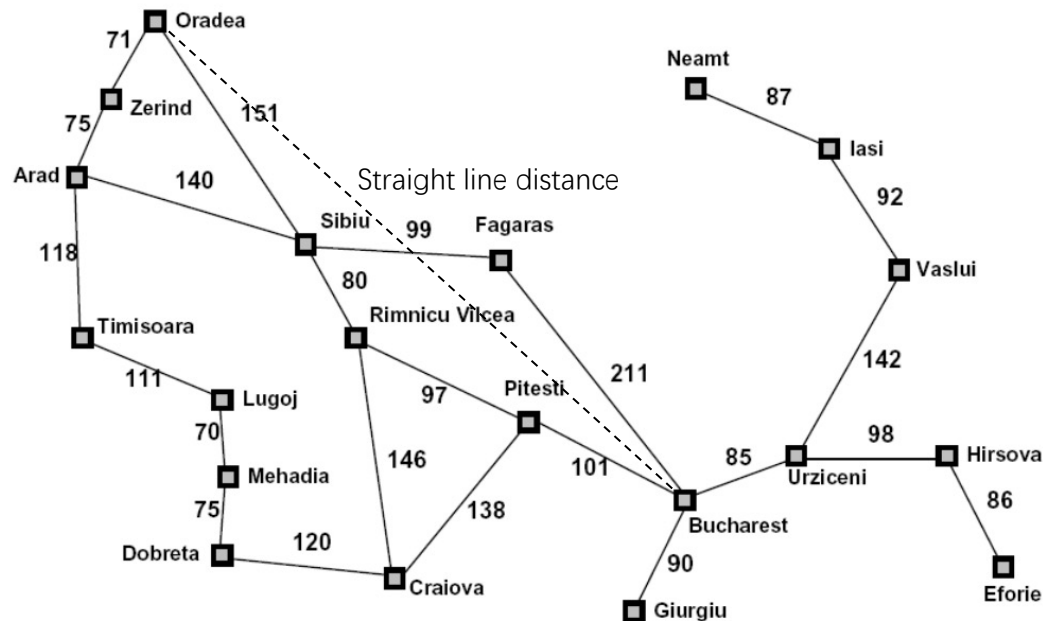 Oradea
71
Neamt
87
Zerind
151
75
Iasi
Arad
140
Straight line distance
92
Sibiu
99
Fagaras
118
Vaslui
80
Rimnicu Vilcea
Timisoara
142
111
211
Pitesti
Lugoj
97
70
98
146
101
85
Hirsova
Mehadia
Urziceni
86
75
138
Bucharest
Dobreta
120
90
Craiova
Eforie
Giurgiu